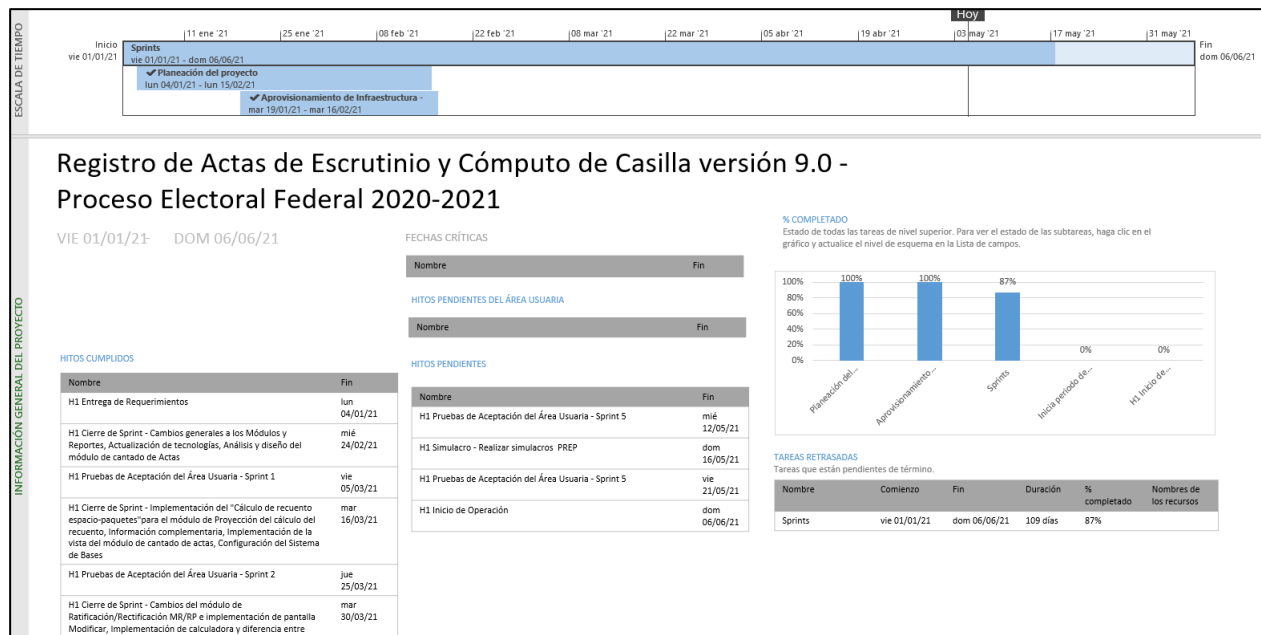 Hoy
ESCALA DE TIEMPO
11 ene '21
25 ene '21
08 feb '21
22 feb '21
08 mar '21
22 mar '21
05 abr '21
19 abr '21
03 may '21
17 may '21
31 may '21
Inicio
vie 01/01/21
Sprints
vie 01/01/21 - dom 06/06/21
Fin
dom 06/06/21
✔Planeación del proyecto
lun 04/01/21 - lun 15/02/21
✔Aprovisionamiento de Infraestructura -
mar 19/01/21 - mar 16/02/21
INFORMACIÓN GENERAL DEL PROYECTO
Registro de Actas de Escrutinio y Cómputo de Casilla versión 9.0 -
Proceso Electoral Federal 2020-2021
VIE 01/01/21- DOM 06/06/21
HITOS CUMPLIDOS
Nombre Fin
H1 Entrega de Requerimientos lun
04/01/21
H1 Cierre de Sprint - Cambios generales a los Módulos y mié
Reportes, Actualización de tecnologías, Análisis y diseño del 24/02/21
módulo de cantado de Actas
H1 Pruebas de Aceptación del Área Usuaria - Sprint 1 vie
05/03/21
H1 Cierre de Sprint - Implementación del "Cálculo de recuento mar
espacio-paquetes"para el módulo de Proyección del cálculo del 16/03/21
recuento, Información complementaria, Implementación de la
vista del módulo de cantado de actas, Configuración del Sistema
de Bases
H1 Pruebas de Aceptación del Área Usuaria - Sprint 2 jue
25/03/21
H1 Cierre de Sprint - Cambios del módulo de mar
Ratificación/Rectificación MR/RP e implementación de pantalla 30/03/21
Modificar, Implementación de calculadora y diferencia entre
FECHAS CRÍTICAS
Nombre Fin
HITOS PENDIENTES DEL ÁREA USUARIA
Nombre Fin
HITOS PENDIENTES
Nombre Fin
H1 Pruebas de Aceptación del Área Usuaria - Sprint 5 mié
12/05/21
H1 Simulacro - Realizar simulacros PREP dom
16/05/21
H1 Pruebas de Aceptación del Área Usuaria - Sprint 5 vie
21/05/21
H1 Inicio de Operación dom
06/06/21
% COMPLETADO
Estado de todas las tareas de nivel superior. Para ver el estado de las subtareas, haga clic en el
gráfico y actualice el nivel de esquema en la Lista de campos.
100%
80%
60%
40%
20%
0%
100%
100%
87%
0%
0%
Planeación del...
Aprovisionamiento...
Sprints
Inicia periodo de...
H1 Inicio de...
TAREAS RETRASADAS
Tareas que están pendientes de término.
Nombre Comienzo Fin Duración % Nombres de
completado los recursos
Sprints vie 01/01/21 dom 06/06/21 109 días 87%